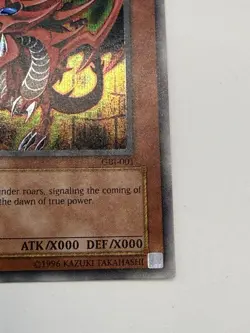 GBI-001
nder roars, signaling the coming of
the dawn of true power.
ATK/X000 DEF/X000
©1996 KAZUKI TAKAHASHI